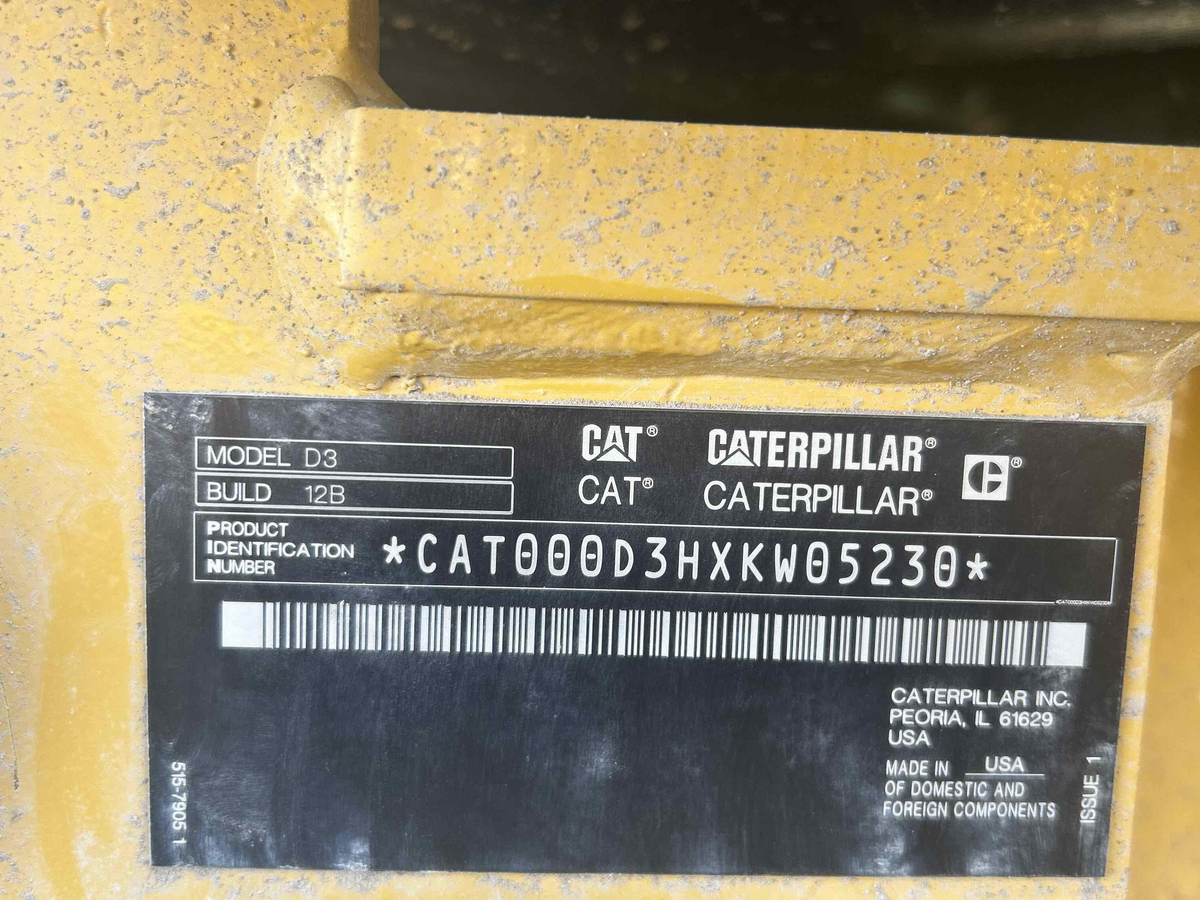 MODEL D3
BUILD 12B
CAT® CATERPILLAR® C®
CAT® CATERPILLAR®
PRODUCT
IDENTIFICATION
NUMBER
*CAT000D3HXKW05230*
*CAT000D3HXKW05230*
CATERPILLAR INC.
PEORIA, IL 61629
USA
MADE IN USA
OF DOMESTIC AND
FOREIGN COMPONENTS
515-7905 1
ISSUE 1